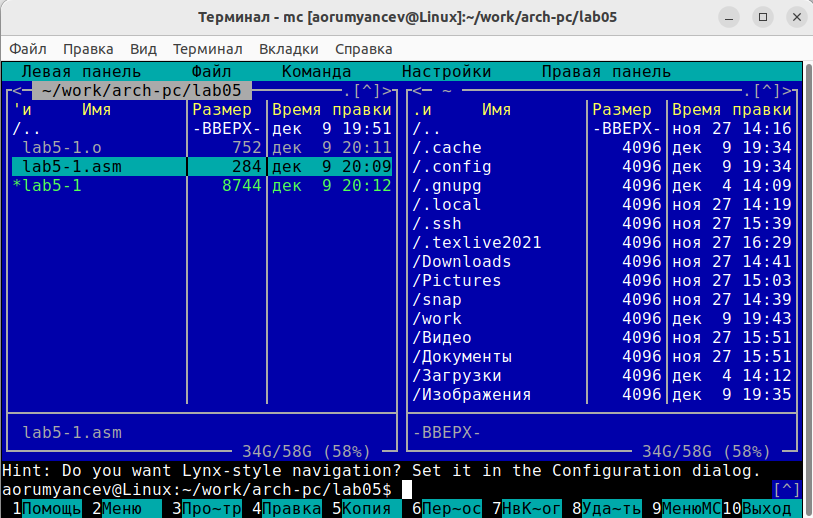 Терминал - mc [aorumyancev@Linux]:~/work/arch-pc/lab05
Файл Правка Вид Терминал Вкладки Справка
Левая панель Файл Команда Настройки Правая панель
<─ ~/work/arch-pc/lab05 .[^]> <─ ~ .[^]>
'и Имя Размер Время правки .и Имя Размер Время правки
/.. -ВВЕРХ- дек 9 19:51 /.. -ВВЕРХ- ноя 27 14:16
lab5-1.o 752 дек 9 20:11 /.cache 4096 дек 9 19:34
lab5-1.asm 284 дек 9 20:09 /.config 4096 дек 9 19:34
*lab5-1 8744 дек 9 20:12 /.gnupg 4096 дек 4 14:09
/.local 4096 ноя 27 14:19
/.ssh 4096 ноя 27 15:39
/.texlive2021 4096 ноя 27 16:29
/Downloads 4096 ноя 27 14:41
/Pictures 4096 ноя 27 15:03
/snap 4096 ноя 27 14:39
/work 4096 дек 9 19:43
/Видео 4096 ноя 27 15:51
/Документы 4096 ноя 27 15:51
/Загрузки 4096 дек 4 14:12
/Изображения 4096 дек 9 19:35
lab5-1.asm -ВВЕРХ-
34G/58G (58%) 34G/58G (58%)
Hint: Do you want Lynx-style navigation? Set it in the Configuration dialog.
aorumyancev@Linux:~/work/arch-pc/lab05$ [^]
1Помощь 2Меню 3Про~тр 4Правка 5Копия 6Пер~ос 7НвК~ог 8Уда~ть 9МенюМС 10Выход